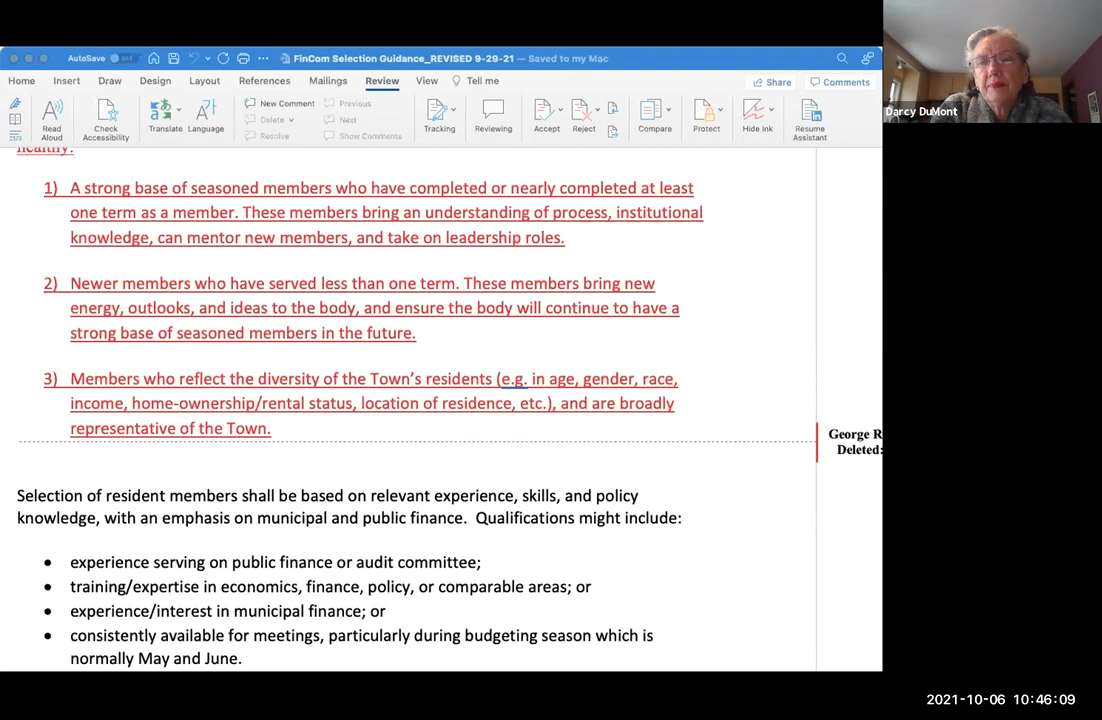 AutoSave OFF FinCom Selection Guidance_REVISED 9-29-21 — Saved to my Mac
Home Insert Draw Design Layout References Mailings Review View Tell me Share Comments
Read Aloud
Check Accessibility
Translate
Language
New Comment
Delete
Resolve
Previous
Next
Show Comments
Tracking
Reviewing
Accept
Reject
Compare
Protect
Hide Ink
Resume Assistant
Darcy DuMont
healthy:
1) A strong base of seasoned members who have completed or nearly completed at least
one term as a member. These members bring an understanding of process, institutional
knowledge, can mentor new members, and take on leadership roles.
2) Newer members who have served less than one term. These members bring new
energy, outlooks, and ideas to the body, and ensure the body will continue to have a
strong base of seasoned members in the future.
3) Members who reflect the diversity of the Town's residents (e.g. in age, gender, race,
income, home-ownership/rental status, location of residence, etc.), and are broadly
representative of the Town.
George R
Deleted:
Selection of resident members shall be based on relevant experience, skills, and policy
knowledge, with an emphasis on municipal and public finance. Qualifications might include:
• experience serving on public finance or audit committee;
• training/expertise in economics, finance, policy, or comparable areas; or
• experience/interest in municipal finance; or
• consistently available for meetings, particularly during budgeting season which is
normally May and June.
2021-10-06 10:46:09